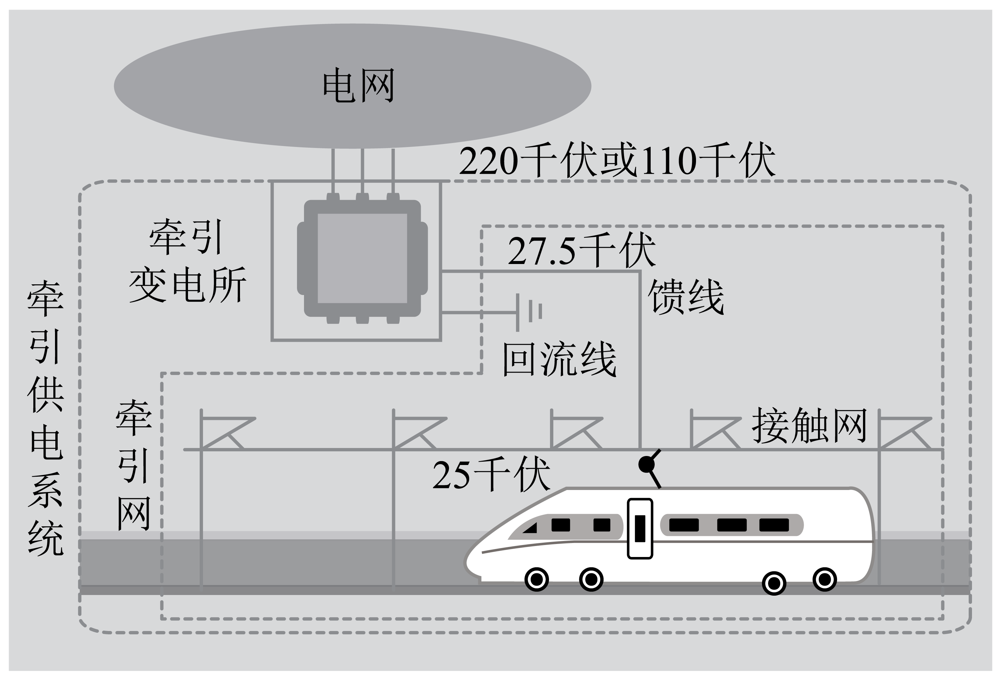 电网
220千伏或110千伏
牵引
变电所
27.5千伏
馈线
回流线
牵引供电系统
牵引网
接触网
25千伏